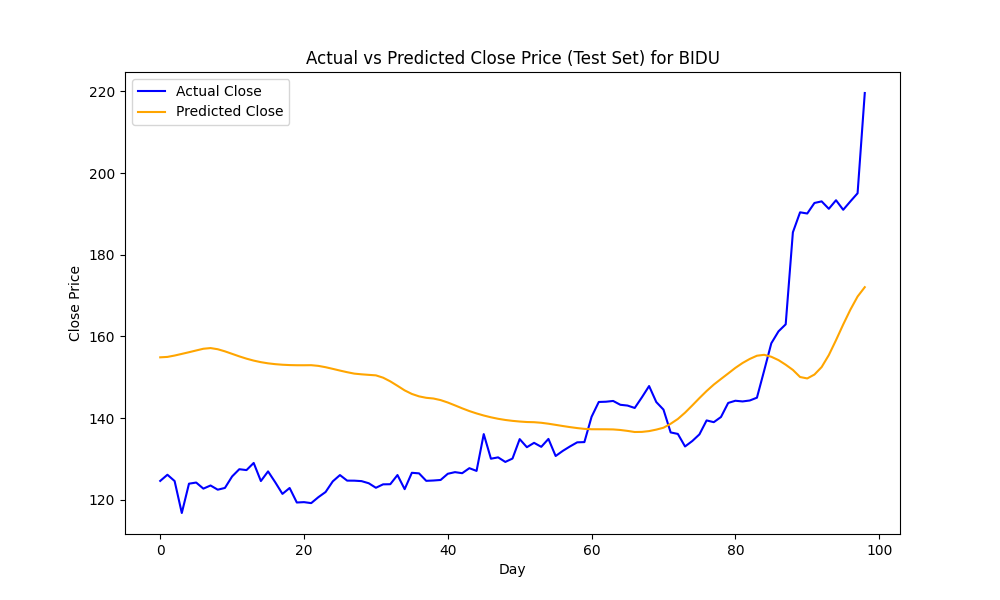 Actual vs Predicted Close Price (Test Set) for BIDU
Actual Close
Predicted Close
220
200
180
160
140
120
Close Price
0 20 40 60 80 100
Day